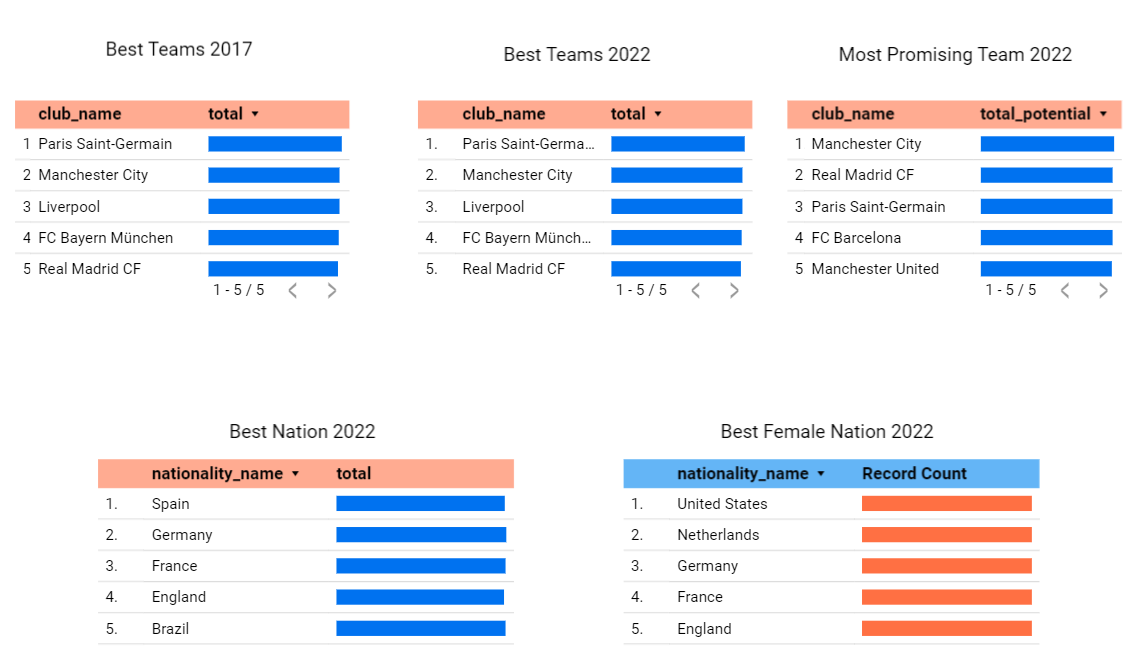 Best Teams 2017
club_name total
1 Paris Saint-Germain
2 Manchester City
3 Liverpool
4 FC Bayern München
5 Real Madrid CF
1 - 5 / 5 < >
Best Teams 2022
club_name total
1. Paris Saint-Germa...
2. Manchester City
3. Liverpool
4. FC Bayern Münch...
5. Real Madrid CF
1 - 5 / 5 < >
Most Promising Team 2022
club_name total_potential
1 Manchester City
2 Real Madrid CF
3 Paris Saint-Germain
4 FC Barcelona
5 Manchester United
1 - 5 / 5 < >
Best Nation 2022
nationality_name total
1. Spain
2. Germany
3. France
4. England
5. Brazil
Best Female Nation 2022
nationality_name Record Count
1. United States
2. Netherlands
3. Germany
4. France
5. England